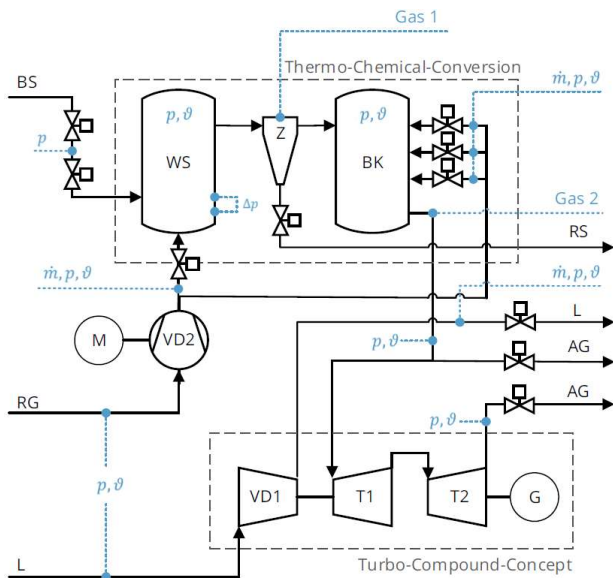 Gas 1
Thermo-Chemical-Conversion
ṁ, p, ϑ
BS
p, ϑ
Z
p, ϑ
p
WS
BK
Δp
Gas 2
RS
ṁ, p, ϑ
ṁ, p, ϑ
L
M
VD2
p, ϑ
AG
AG
RG
p, ϑ
p, ϑ
VD1
T1
T2
G
L
Turbo-Compound-Concept